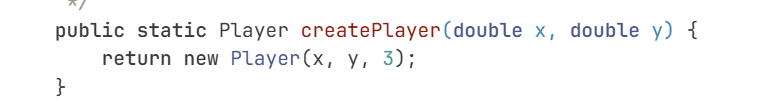 */
public static Player createPlayer(double x, double y) {
    return new Player(x, y, 3);
}